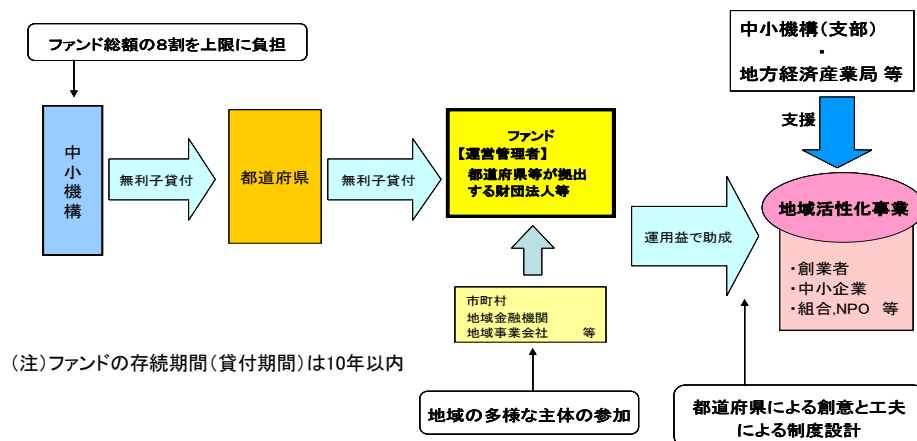 ファンド総額の8割を上限に負担
中小機構
無利子貸付
都道府県
無利子貸付
ファンド
【運営管理者】
都道府県等が拠出
する財団法人等
市町村
地域金融機関
地域事業会社　等
地域の多様な主体の参加
運用益で助成
中小機構(支部)
・
地方経済産業局 等
支援
地域活性化事業
・創業者
・中小企業
・組合,NPO 等
都道府県による創意と工夫
による制度設計
(注)ファンドの存続期間(貸付期間)は10年以内